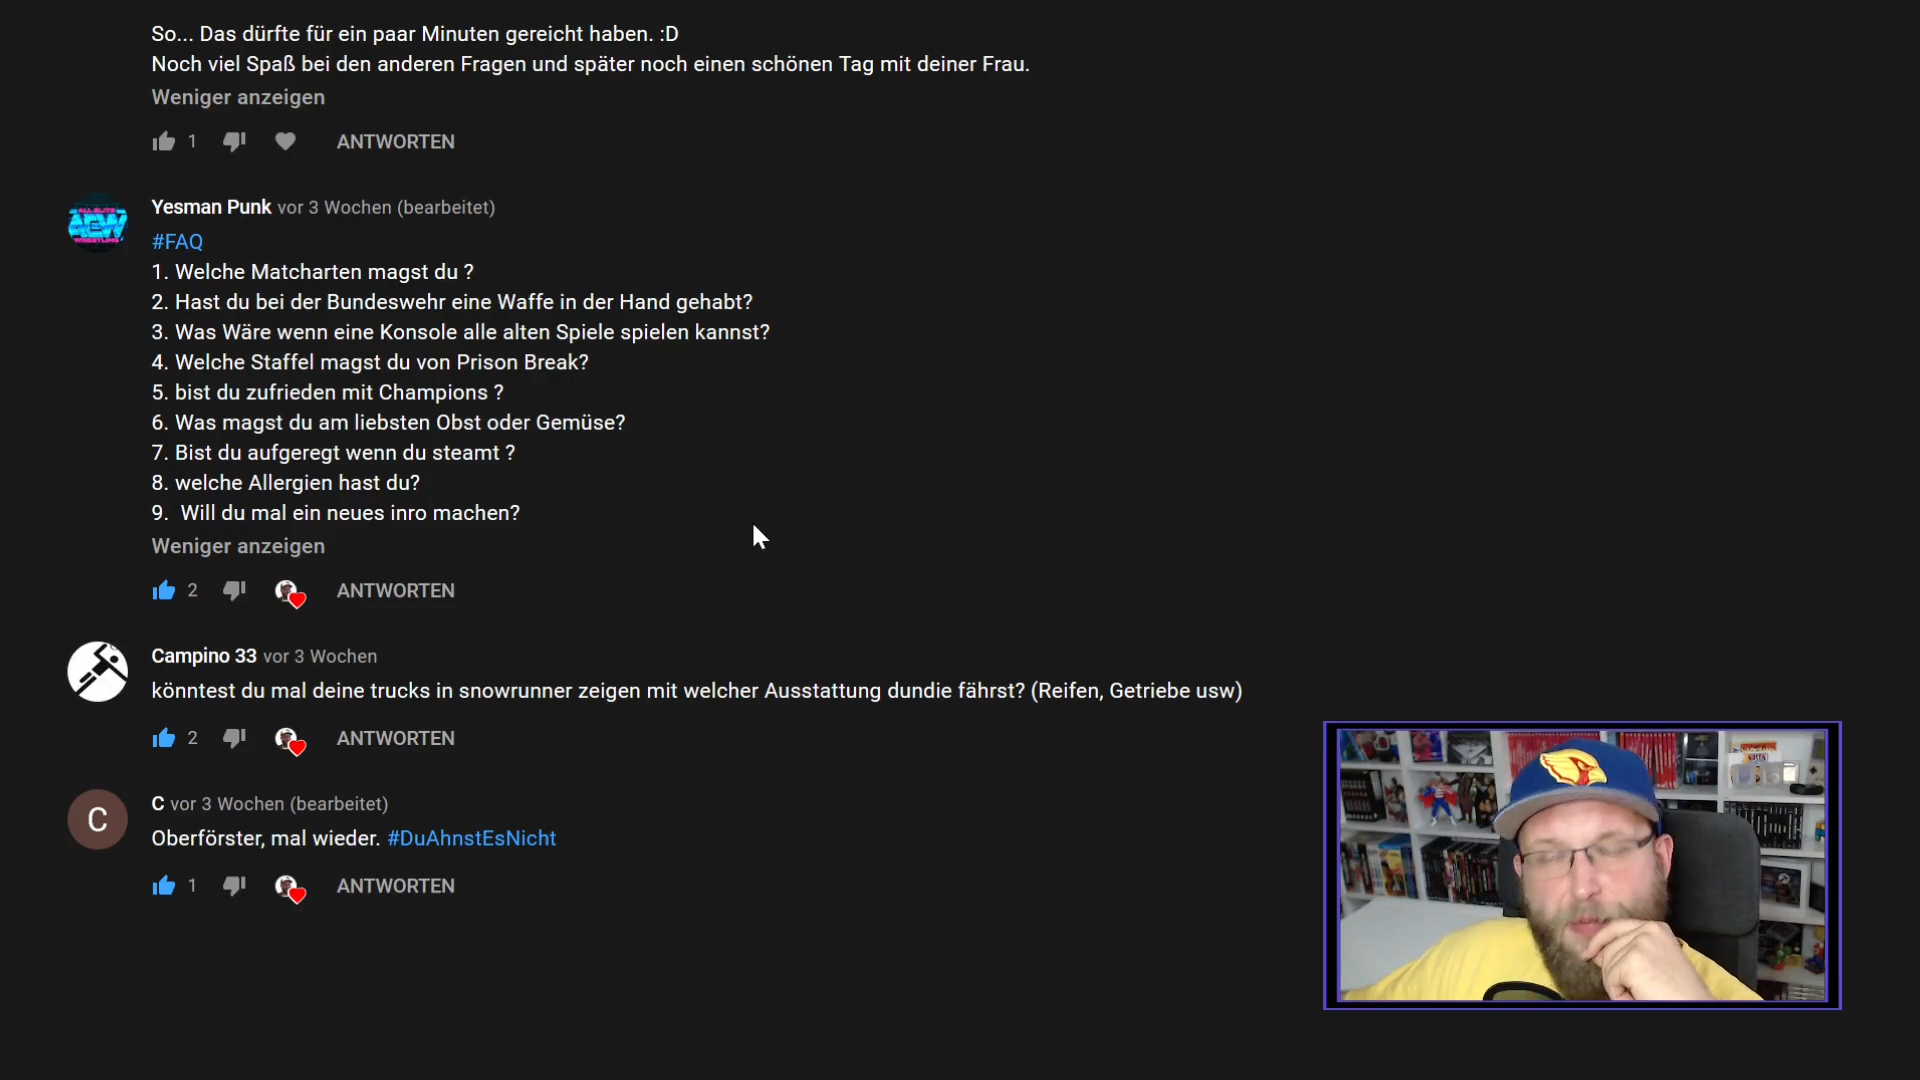 So... Das dürfte für ein paar Minuten gereicht haben. :D
Noch viel Spaß bei den anderen Fragen und später noch einen schönen Tag mit deiner Frau.
Weniger anzeigen
1 ANTWORTEN
ALL ELITE
AEW
WRESTLING
Yesman Punk vor 3 Wochen (bearbeitet)
#FAQ
1. Welche Matcharten magst du ?
2. Hast du bei der Bundeswehr eine Waffe in der Hand gehabt?
3. Was Wäre wenn eine Konsole alle alten Spiele spielen kannst?
4. Welche Staffel magst du von Prison Break?
5. bist du zufrieden mit Champions ?
6. Was magst du am liebsten Obst oder Gemüse?
7. Bist du aufgeregt wenn du steamt ?
8. welche Allergien hast du?
9.  Will du mal ein neues inro machen?
Weniger anzeigen
2 ANTWORTEN
Campino 33 vor 3 Wochen
könntest du mal deine trucks in snowrunner zeigen mit welcher Ausstattung dundie fährst? (Reifen, Getriebe usw)
2 ANTWORTEN
C
C vor 3 Wochen (bearbeitet)
Oberförster, mal wieder. #DuAhnstEsNicht
1 ANTWORTEN